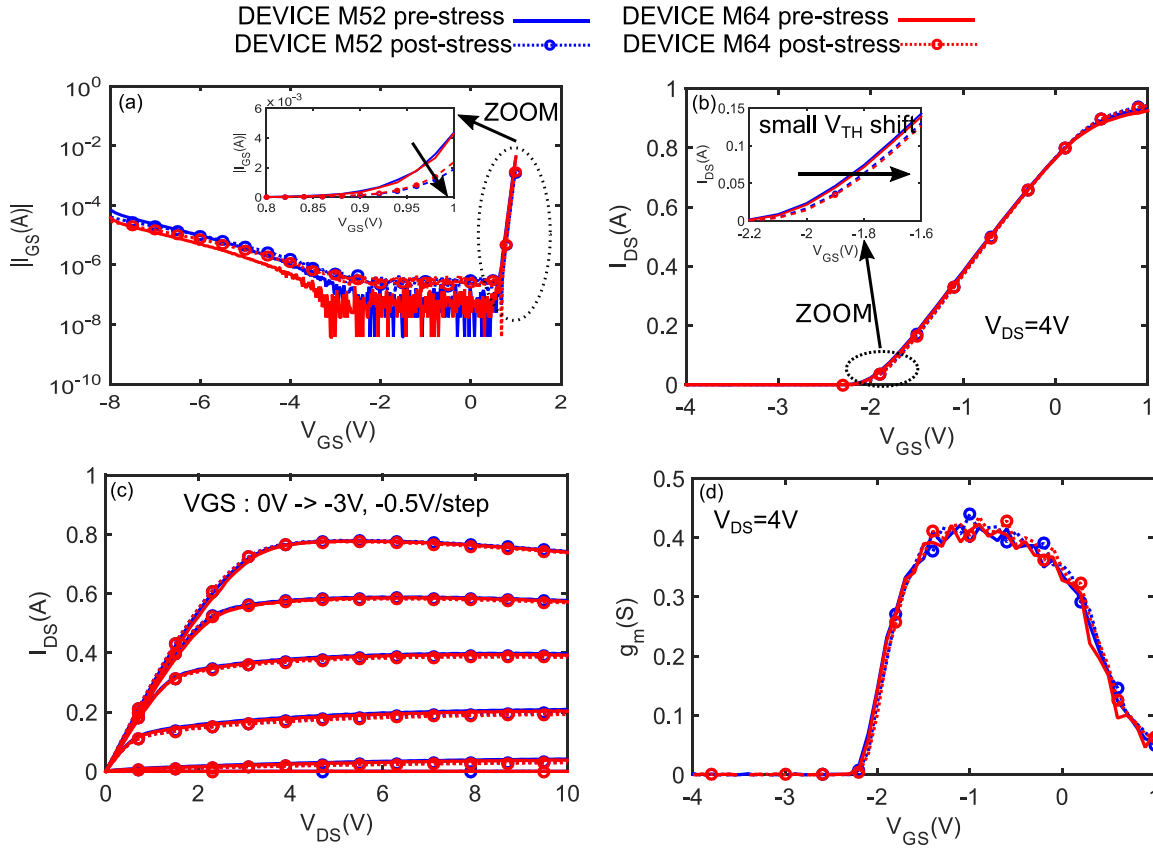 DEVICE M52 pre-stress
DEVICE M52 post-stress
DEVICE M64 pre-stress
DEVICE M64 post-stress
(a)
10^0
10^-2
10^-4
10^-6
10^-8
10^-10
-8 -6 -4 -2 0 2
||_GS(A)|
V_GS(V)
× 10^-3
6
4
2
0
0.8 0.85 0.9 0.95 1
||_GS(A)|
V_GS(V)
ZOOM
(b)
1
0.8
0.6
0.4
0.2
0
-4 -3 -2 -1 0 1
I_DS(A)
V_GS(V)
0.15
0.1
0.05
0
-2.2 -2 -1.8 -1.6
I_DS(A)
V_GS(V)
small V_TH shift
ZOOM
V_DS=4V
(c)
VGS : 0V -> -3V, -0.5V/step
1
0.8
0.6
0.4
0.2
0
0 2 4 6 8 10
I_DS(A)
V_DS(V)
(d)
V_DS=4V
0.5
0.4
0.3
0.2
0.1
0
-4 -3 -2 -1 0 1
g_m(S)
V_GS(V)